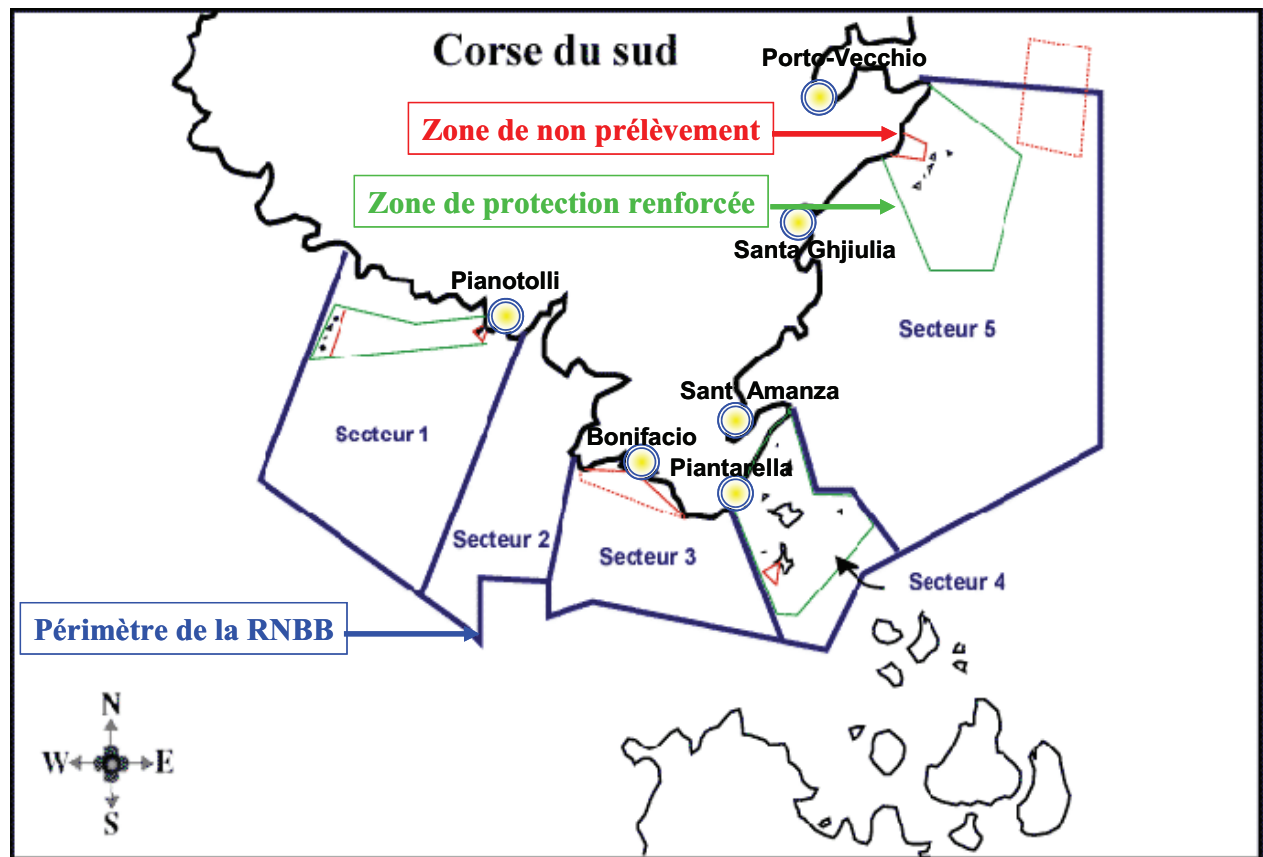 Corse du sud
Porto-Vecchio
Zone de non prélèvement
Zone de protection renforcée
Santa Ghjiulia
Pianotolli
Secteur 5
Sant Amanza
Secteur 1
Bonifacio
Piantarella
Secteur 2
Secteur 3
Secteur 4
Périmètre de la RNBB
N
W
E
S